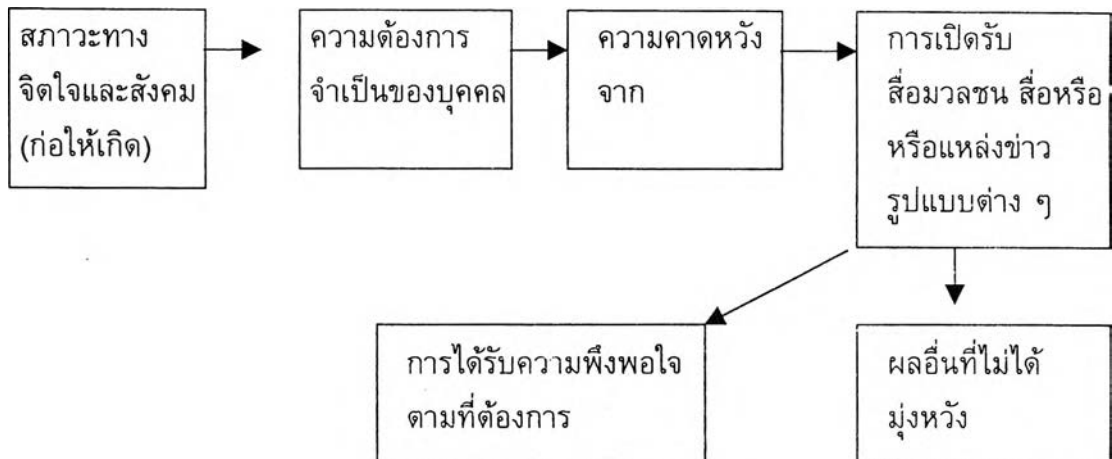 สภาวะทาง
จิตใจและสังคม
(ก่อให้เกิด)
ความต้องการ
จำเป็นของบุคคล
ความคาดหวัง
จาก
การเปิดรับ
สื่อมวลชน สื่อหรือ
หรือแหล่งข่าว
รูปแบบต่าง ๆ
การได้รับความพึงพอใจ
ตามที่ต้องการ
ผลอื่นที่ไม่ได้
มุ่งหวัง